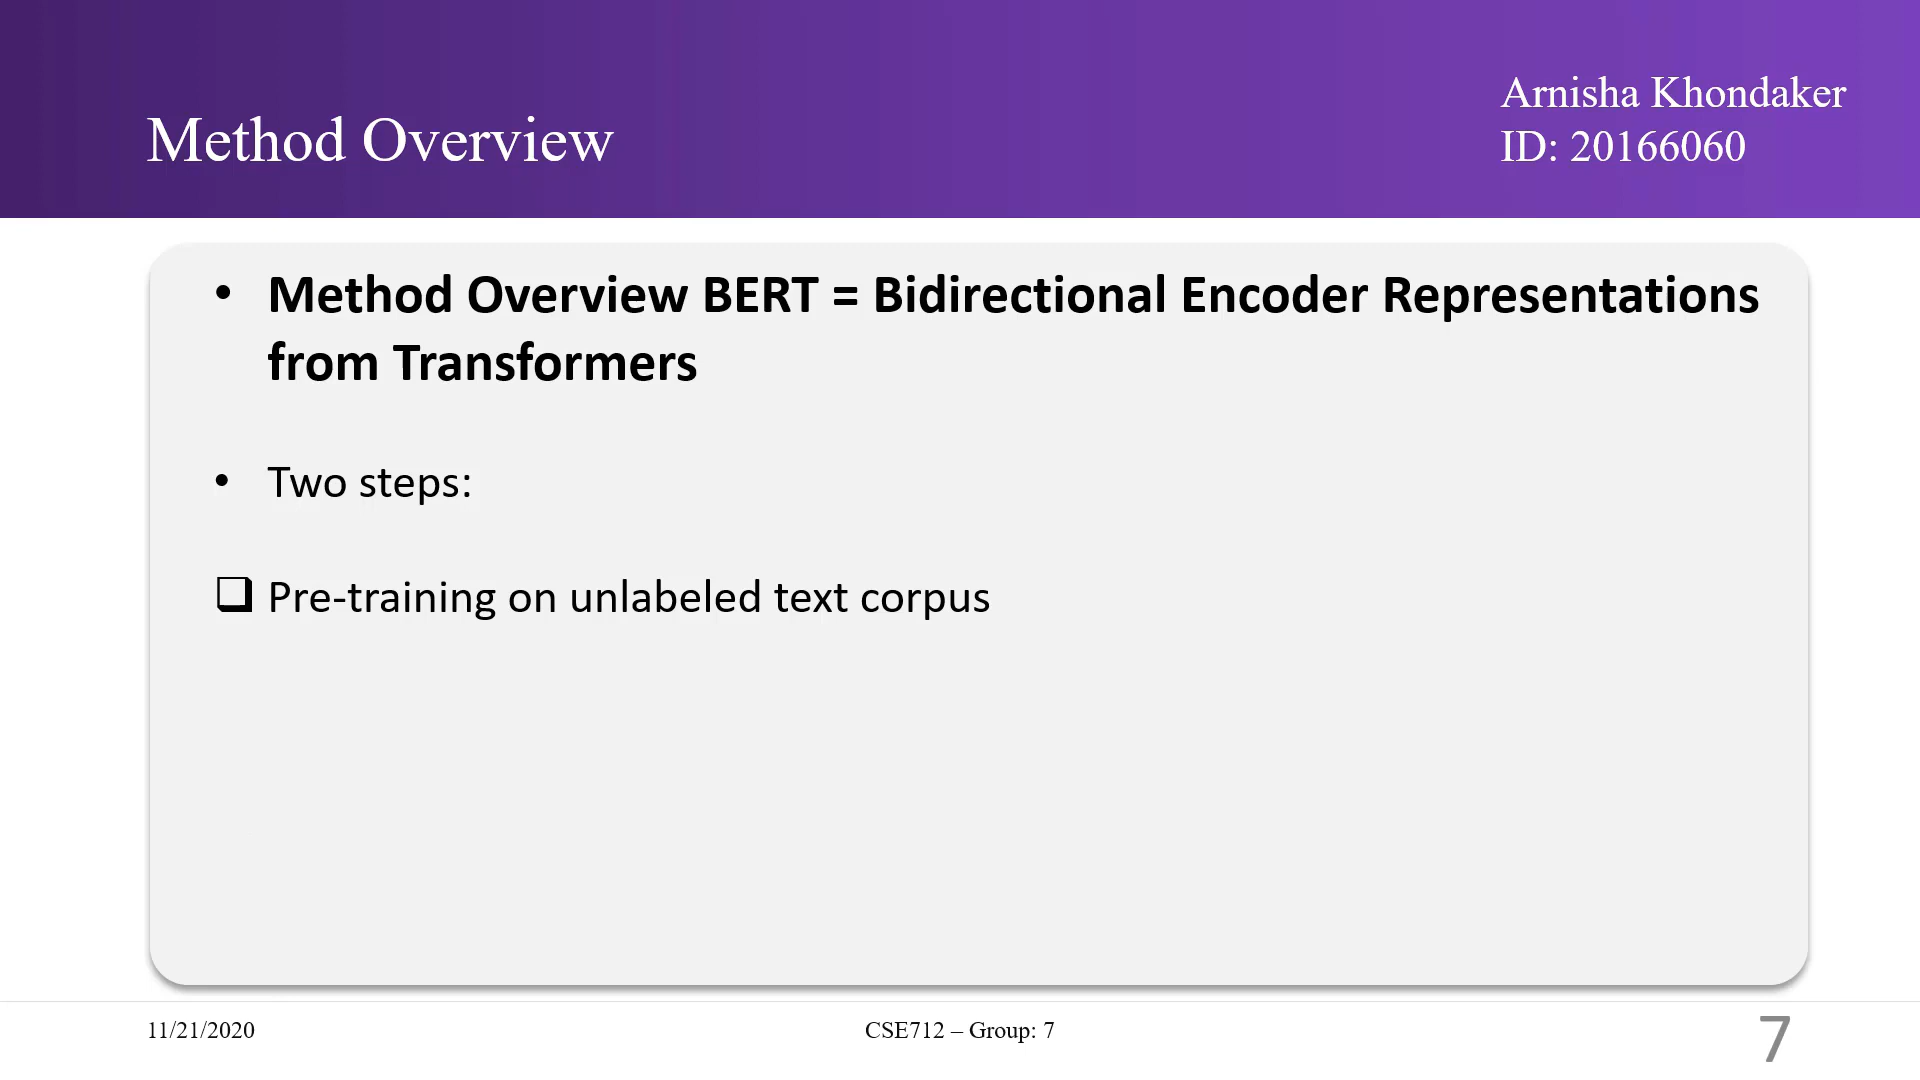 Method Overview
Arnisha Khondaker
ID: 20166060
• Method Overview BERT = Bidirectional Encoder Representations
from Transformers
• Two steps:
❑ Pre-training on unlabeled text corpus
11/21/2020
CSE712 – Group: 7
7